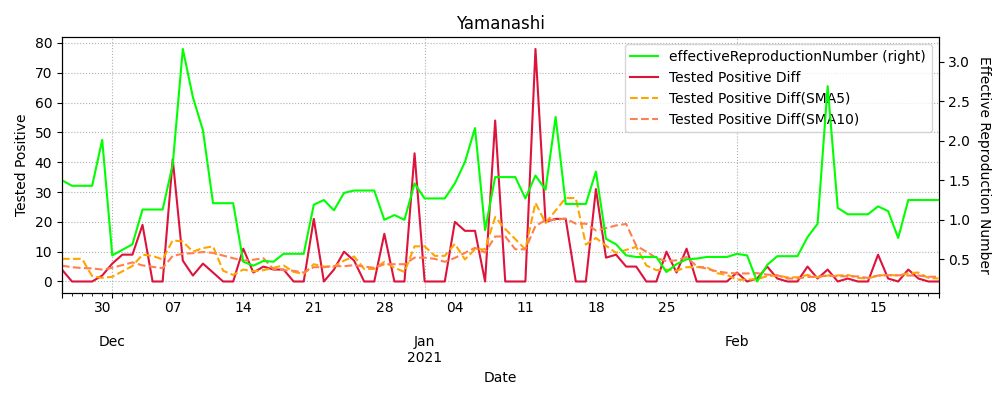 Yamanashi
effectiveReproductionNumber (right)
Tested Positive Diff
Tested Positive Diff(SMA5)
Tested Positive Diff(SMA10)
Tested Positive
80
70
60
50
40
30
20
10
0
3.0
2.5
2.0
1.5
1.0
0.5
Effective Reproduction Number
30 07 14 21 28 04 11 18 25 08 15
Dec Jan Feb
2021
Date